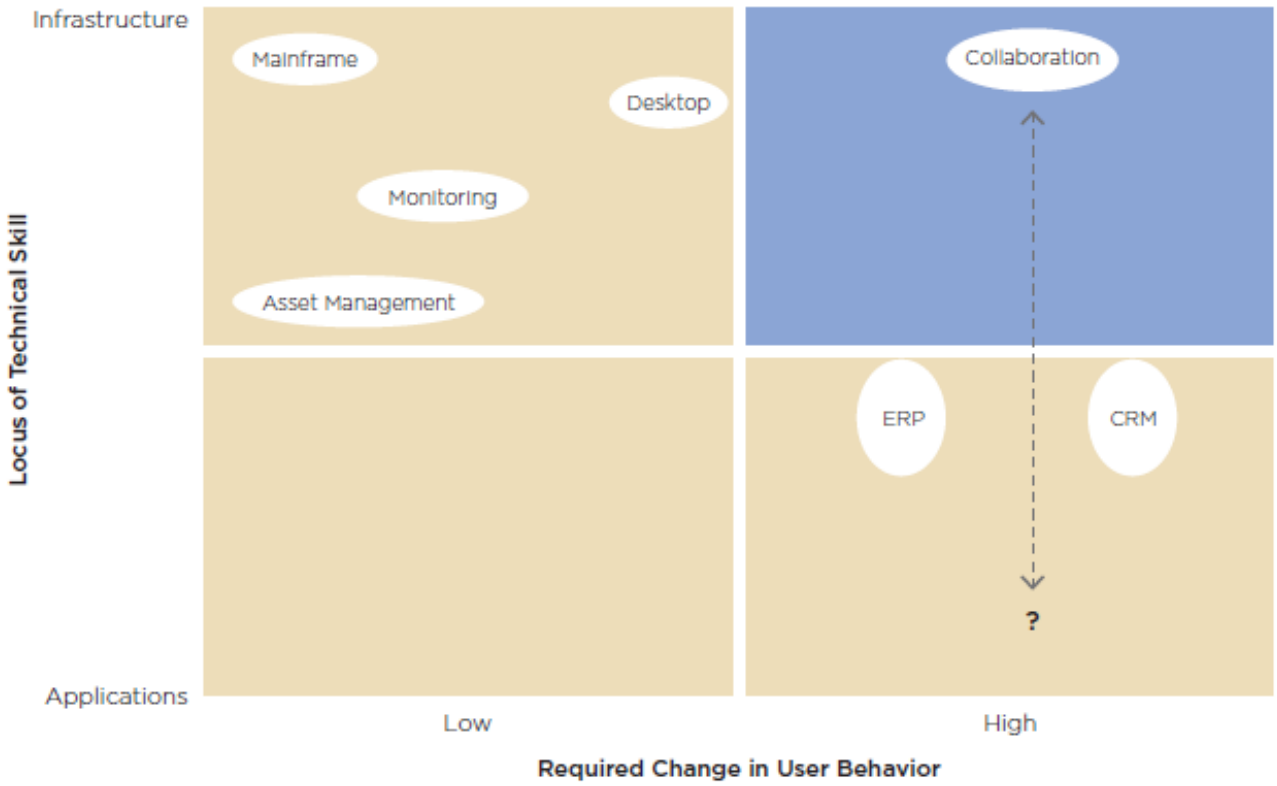 Infrastructure
Mainframe
Collaboration
Desktop
Monitoring
Asset Management
Locus of Technical Skill
ERP
CRM
?
Applications
Low
High
Required Change in User Behavior